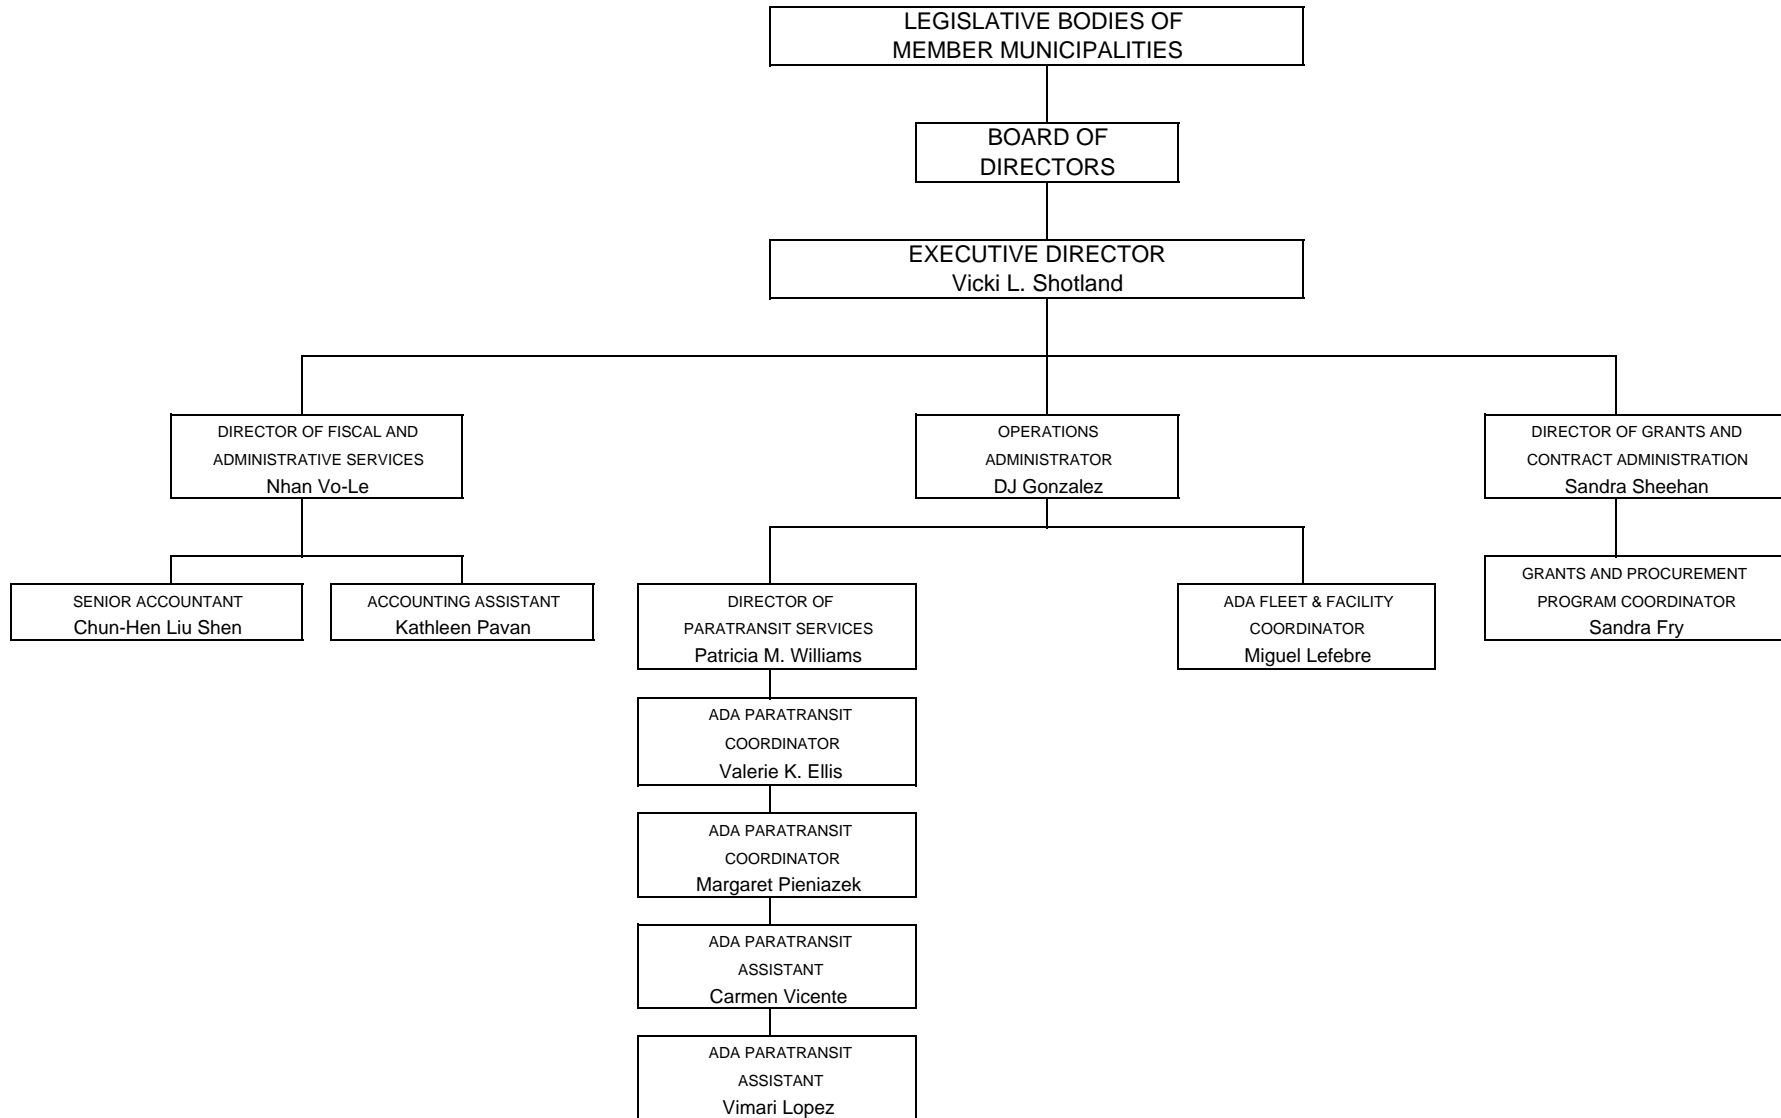 LEGISLATIVE BODIES OF
MEMBER MUNICIPALITIES
BOARD OF
DIRECTORS
EXECUTIVE DIRECTOR
Vicki L. Shotland
DIRECTOR OF FISCAL AND
ADMINISTRATIVE SERVICES
Nhan Vo-Le
OPERATIONS
ADMINISTRATOR
DJ Gonzalez
DIRECTOR OF GRANTS AND
CONTRACT ADMINISTRATION
Sandra Sheehan
SENIOR ACCOUNTANT
Chun-Hen Liu Shen
ACCOUNTING ASSISTANT
Kathleen Pavan
DIRECTOR OF
PARATRANSIT SERVICES
Patricia M. Williams
ADA FLEET & FACILITY
COORDINATOR
Miguel Lefebre
GRANTS AND PROCUREMENT
PROGRAM COORDINATOR
Sandra Fry
ADA PARATRANSIT
COORDINATOR
Valerie K. Ellis
ADA PARATRANSIT
COORDINATOR
Margaret Pieniazek
ADA PARATRANSIT
ASSISTANT
Carmen Vicente
ADA PARATRANSIT
ASSISTANT
Vimari Lopez